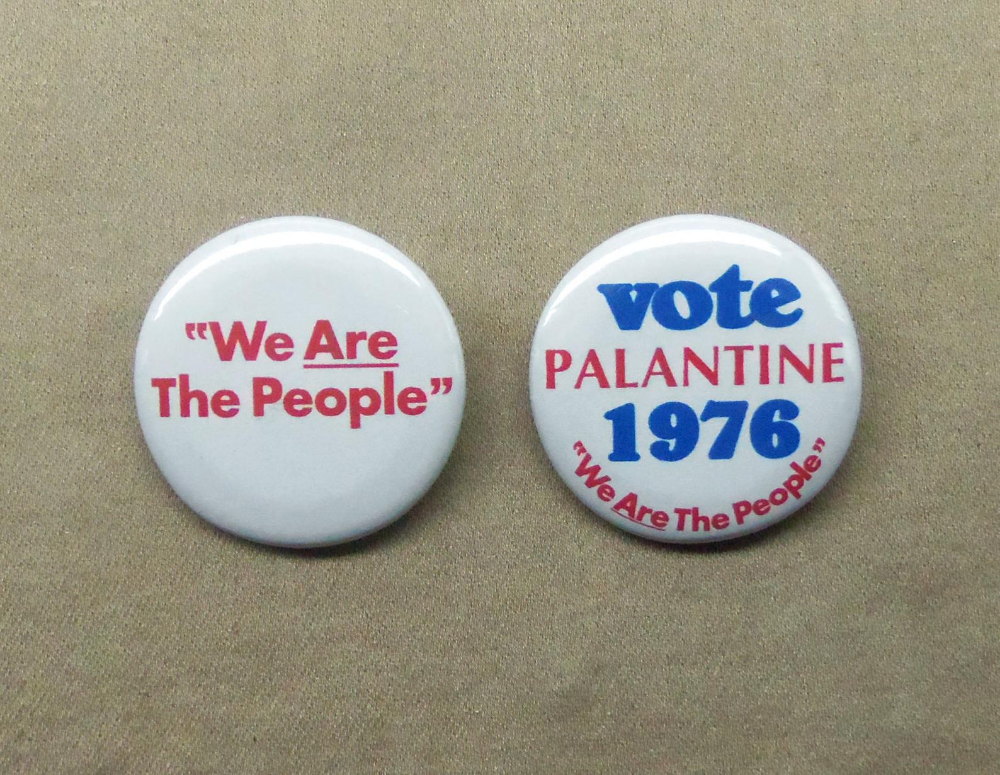 "We Are
The People"
vote
PALANTINE
1976
"We Are The People"